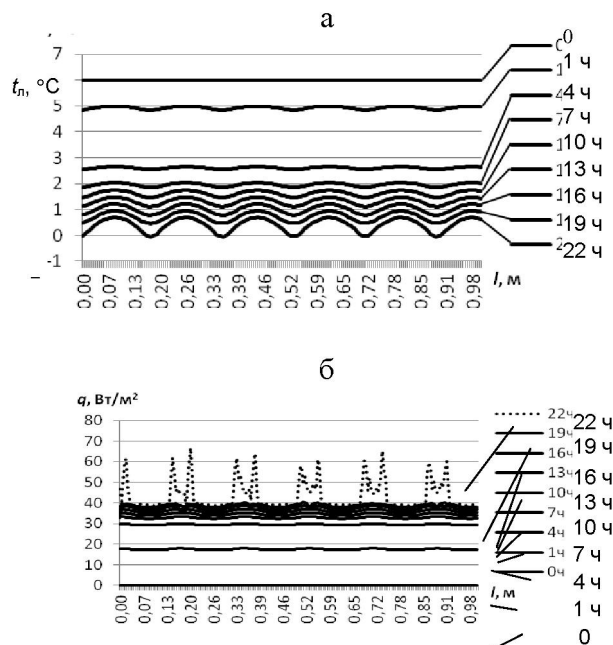 а
7
0
1 ч
tл, °С
5
4 ч
7 ч
3
10 ч
2
13 ч
1
16 ч
0
19 ч
-1
22 ч
0,00 0,07 0,13 0,20 0,26 0,33 0,39 0,46 0,52 0,59 0,65 0,72 0,78 0,85 0,91 0,98
l, м
б
q, Вт/м²
80
70
60
50
40
30
20
10
0
22ч
19ч
16ч
13ч
10ч
7ч
4ч
1ч
0ч
22 ч
19 ч
16 ч
13 ч
10 ч
7 ч
4 ч
1 ч
0
0,00 0,07 0,13 0,20 0,26 0,33 0,39 0,46 0,52 0,59 0,65 0,72 0,78 0,85 0,91 0,98
l, м